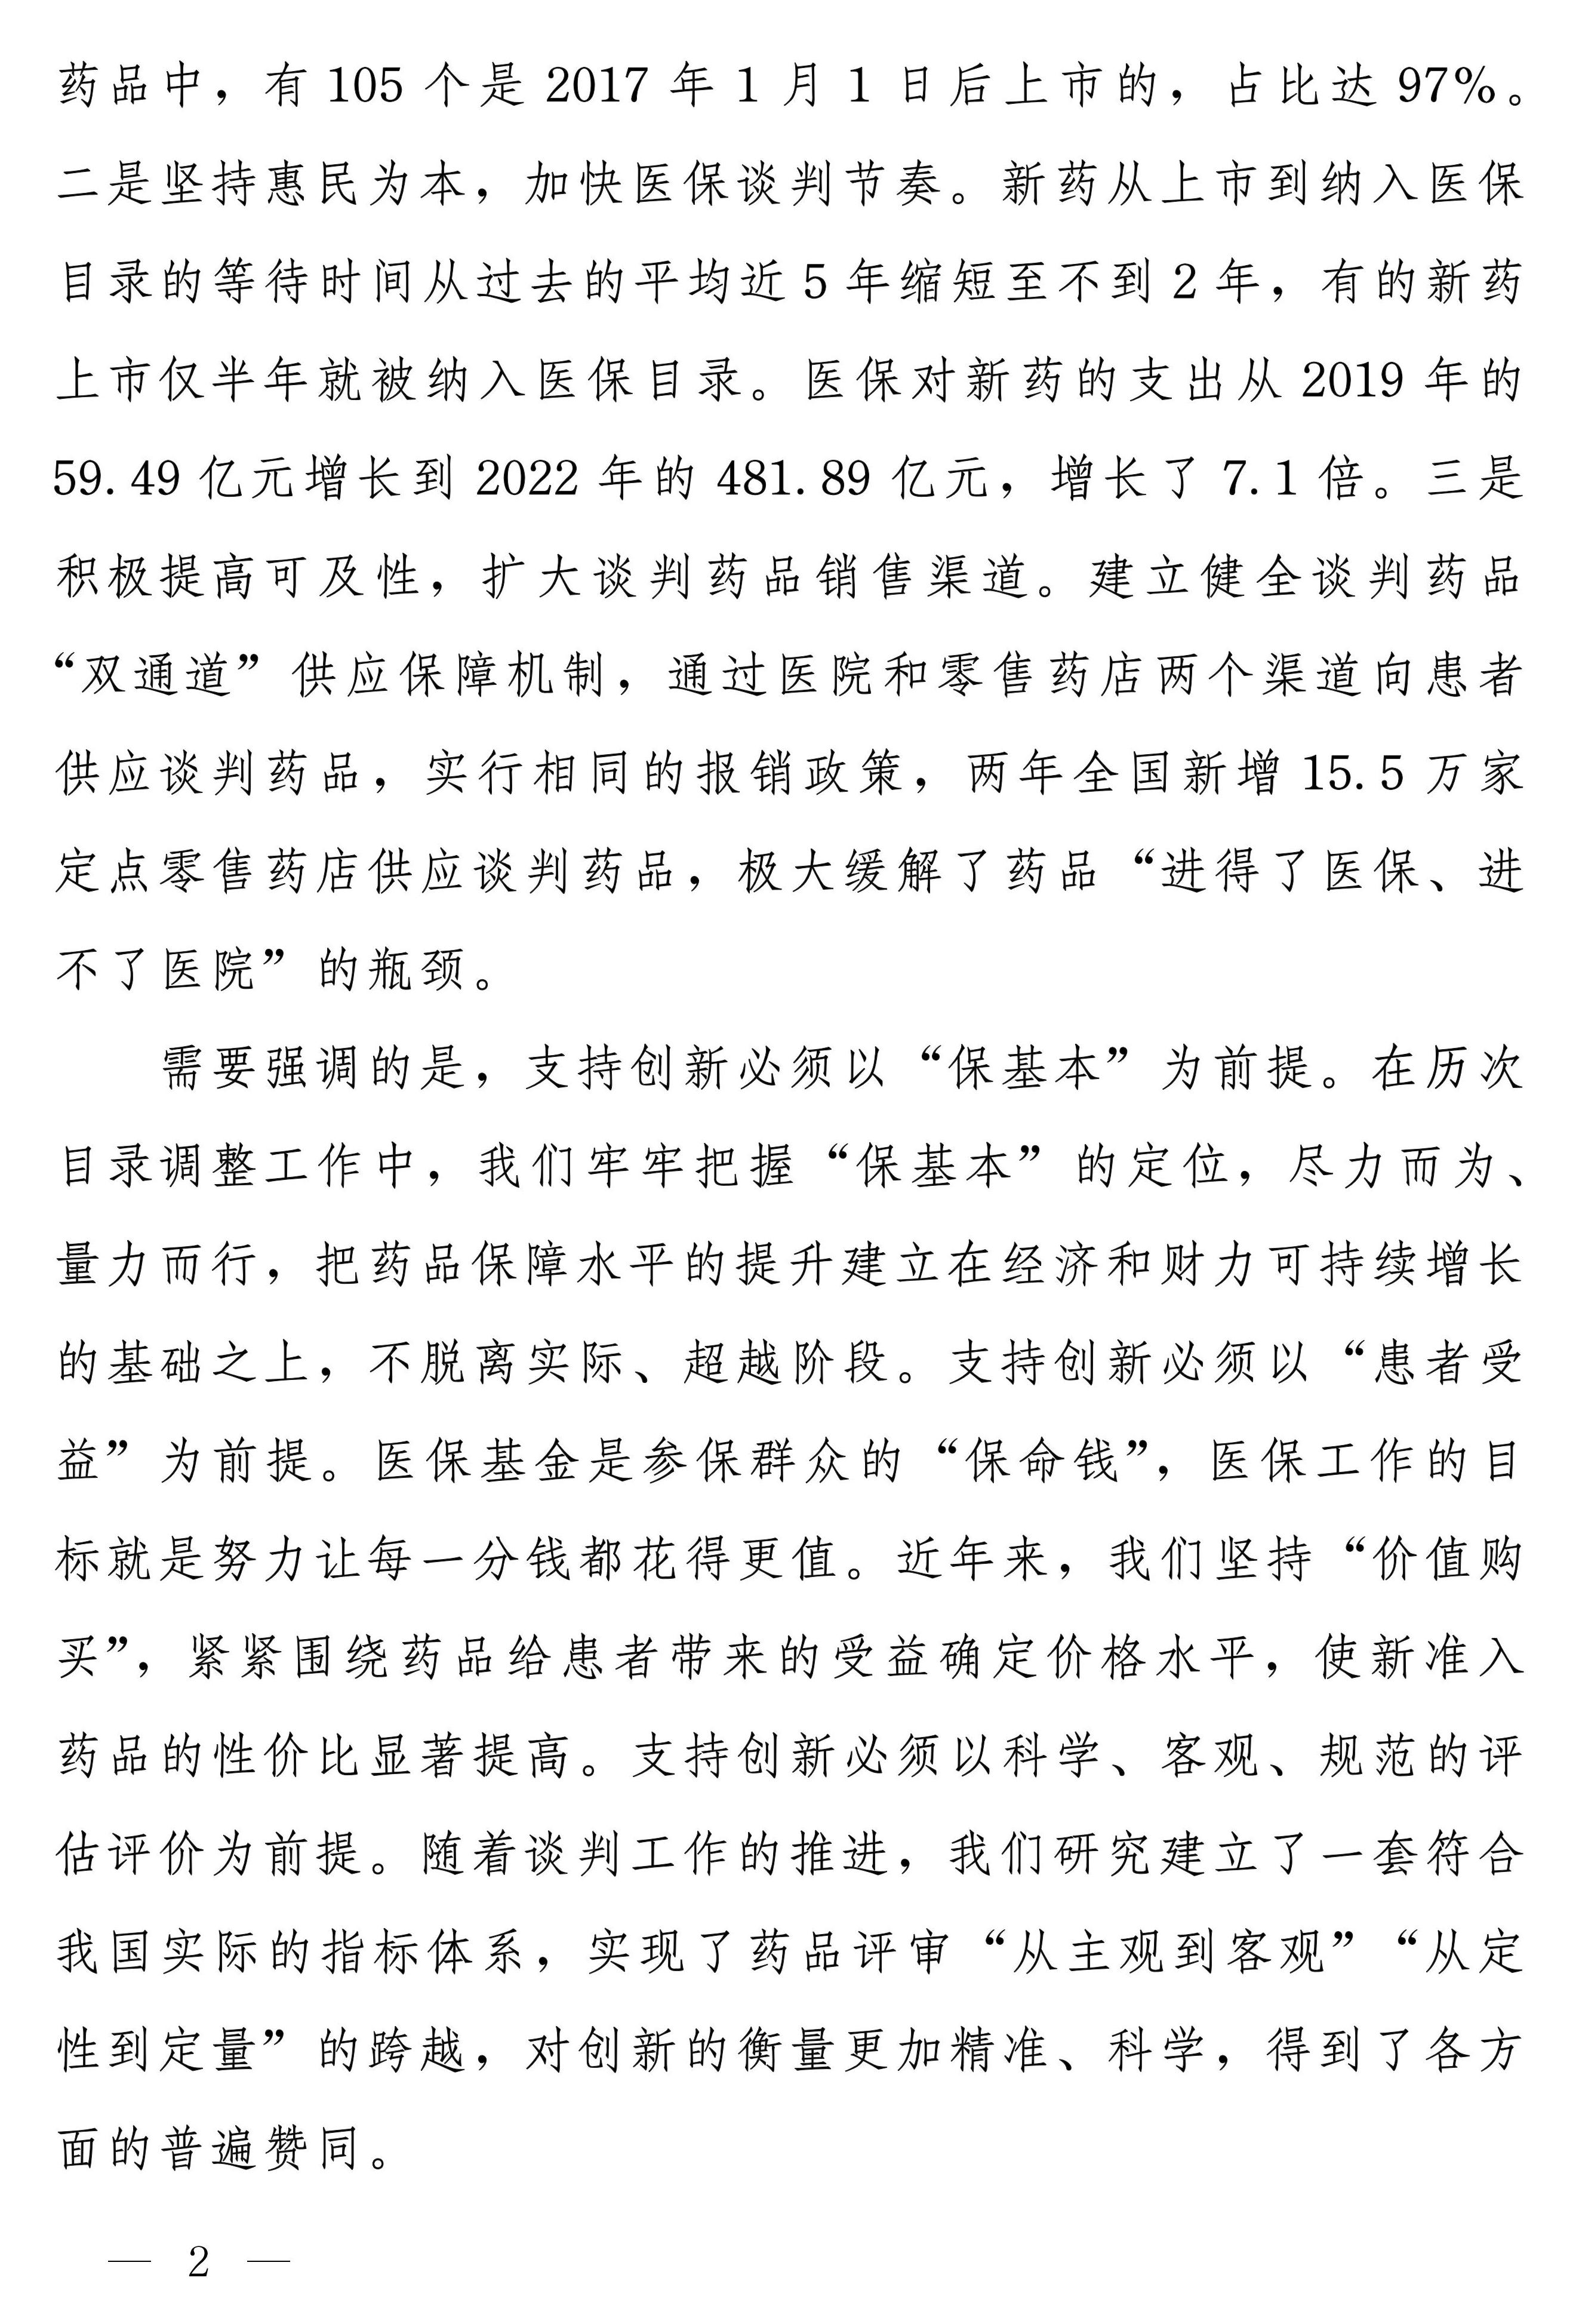 药品中，有 105 个是 2017 年 1 月 1 日后上市的，占比达 97%。
二是坚持惠民为本，加快医保谈判节奏。新药从上市到纳入医保
目录的等待时间从过去的平均近 5 年缩短至不到 2 年，有的新药
上市仅半年就被纳入医保目录。医保对新药的支出从 2019 年的
59.49 亿元增长到 2022 年的 481.89 亿元，增长了 7.1 倍。三是
积极提高可及性，扩大谈判药品销售渠道。建立健全谈判药品
“双通道”供应保障机制，通过医院和零售药店两个渠道向患者
供应谈判药品，实行相同的报销政策，两年全国新增 15.5 万家
定点零售药店供应谈判药品，极大缓解了药品“进得了医保、进
不了医院”的瓶颈。
需要强调的是，支持创新必须以“保基本”为前提。在历次
目录调整工作中，我们牢牢把握“保基本”的定位，尽力而为、
量力而行，把药品保障水平的提升建立在经济和财力可持续增长
的基础之上，不脱离实际、超越阶段。支持创新必须以“患者受
益”为前提。医保基金是参保群众的“保命钱”，医保工作的目
标就是努力让每一分钱都花得更值。近年来，我们坚持“价值购
买”，紧紧围绕药品给患者带来的受益确定价格水平，使新准入
药品的性价比显著提高。支持创新必须以科学、客观、规范的评
估评价为前提。随着谈判工作的推进，我们研究建立了一套符合
我国实际的指标体系，实现了药品评审“从主观到客观”“从定
性到定量”的跨越，对创新的衡量更加精准、科学，得到了各方
面的普遍赞同。
— 2 —